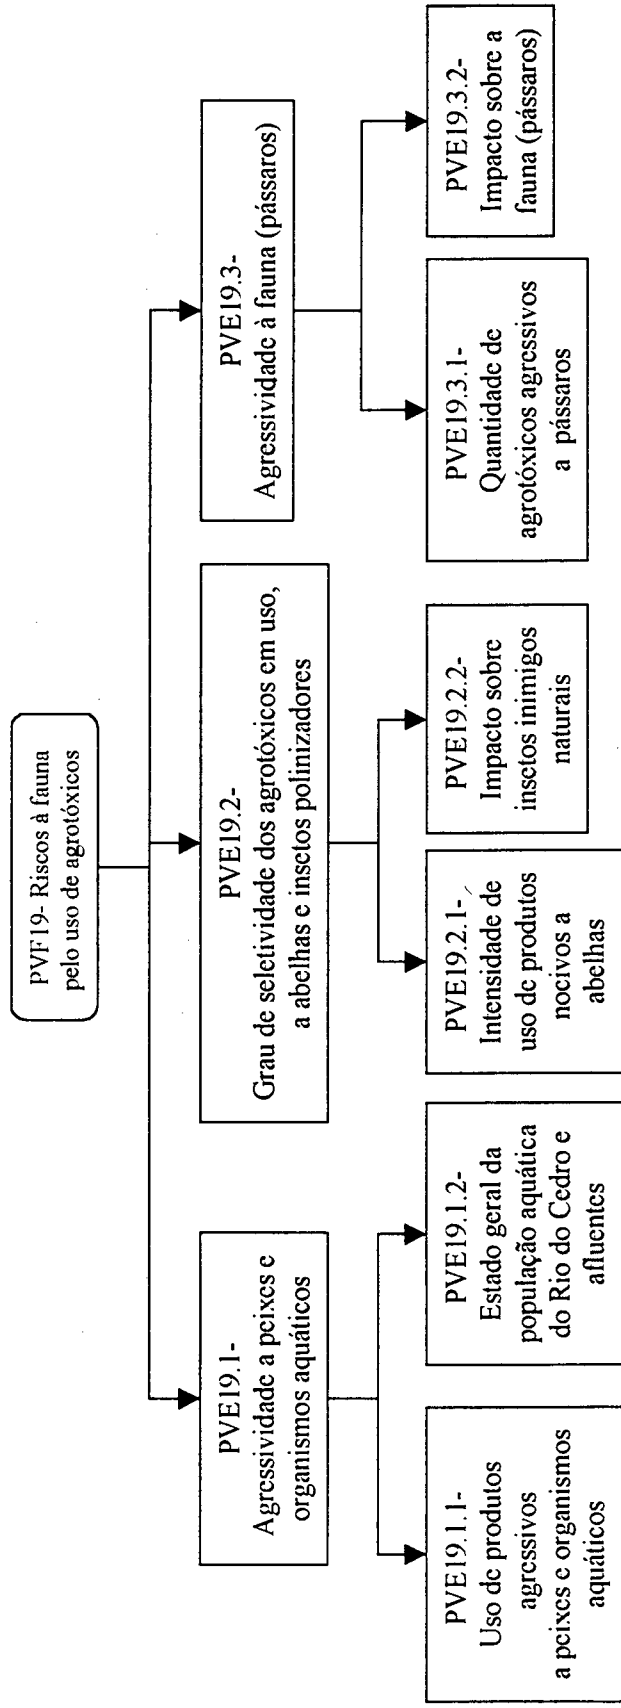 PVF19- Riscos à fauna
pelo uso de agrotóxicos
PVE19.1-
Agressividade a peixes e
organismos aquáticos
PVE19.2-
Grau de seletividade dos agrotóxicos em uso,
a abelhas e insetos polinizadores
PVE19.3-
Agressividade à fauna (pássaros)
PVE19.1.1-
Uso de produtos
agressivos
a peixes e organismos
aquáticos
PVE19.1.2-
Estado geral da
população aquática
do Rio do Cedro e
afluentes
PVE19.2.1-
Intensidade de
uso de produtos
nocivos a
abelhas
PVE19.2.2-
Impacto sobre
insetos inimigos
naturais
PVE19.3.1-
Quantidade de
agrotóxicos agressivos
a pássaros
PVE19.3.2-
Impacto sobre a
fauna (pássaros)